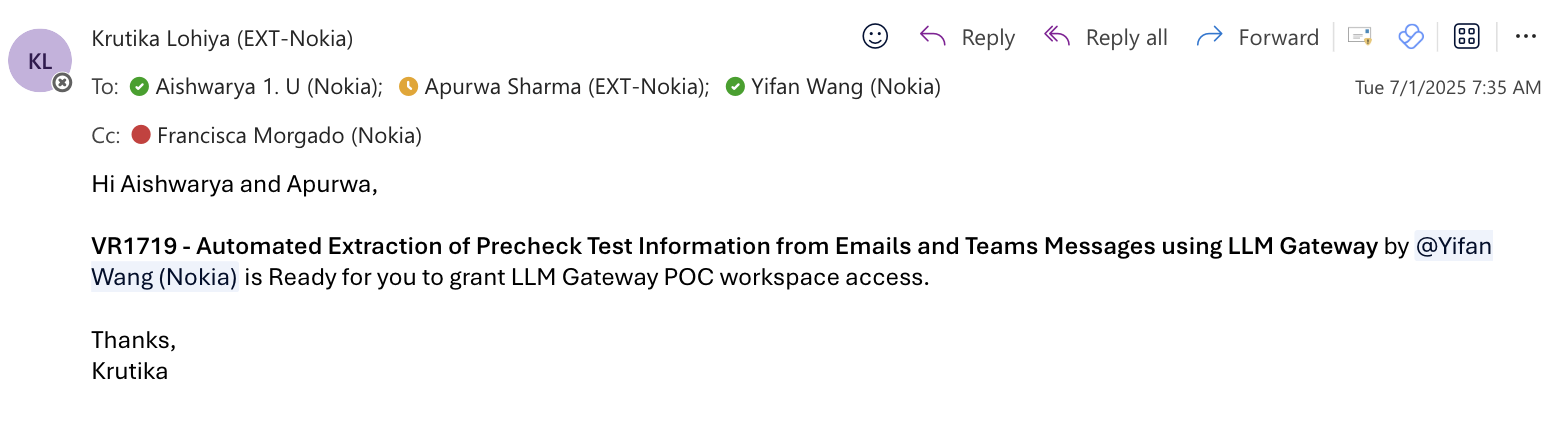 KL
Krutika Lohiya (EXT-Nokia)
Reply
Reply all
Forward
To: Aishwarya 1. U (Nokia); Apurwa Sharma (EXT-Nokia); Yifan Wang (Nokia)
Tue 7/1/2025 7:35 AM
Cc: Francisca Morgado (Nokia)
Hi Aishwarya and Apurwa,
VR1719 - Automated Extraction of Precheck Test Information from Emails and Teams Messages using LLM Gateway by @Yifan
Wang (Nokia) is Ready for you to grant LLM Gateway POC workspace access.
Thanks,
Krutika